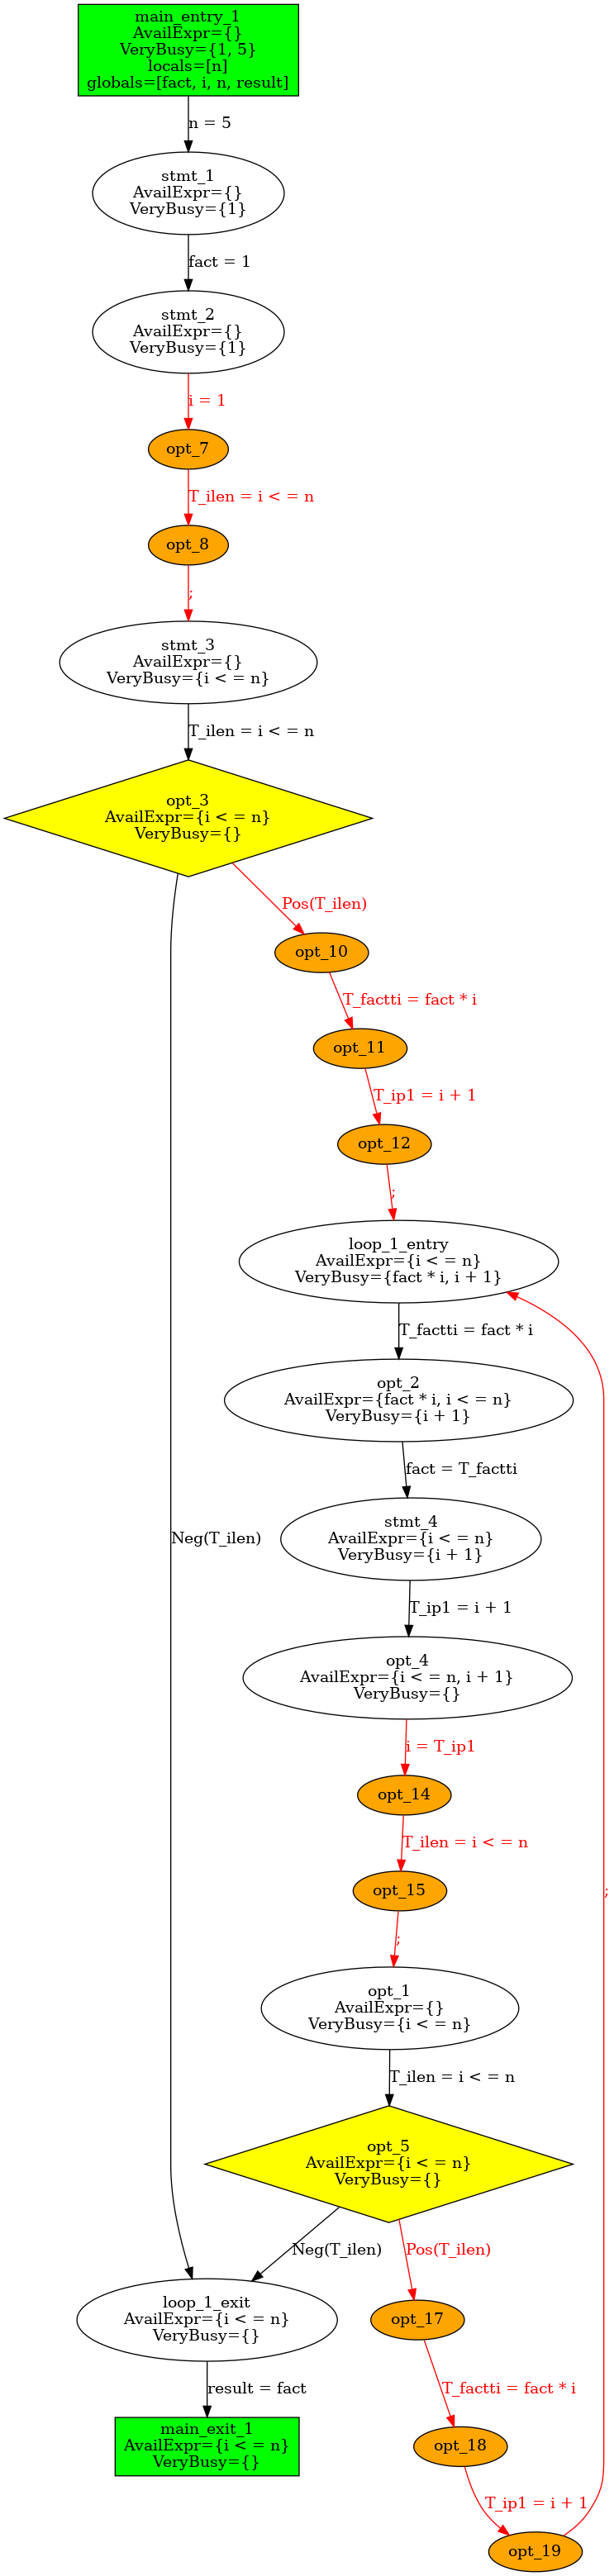 main_entry_1
AvailExpr={}
VeryBusy={1, 5}
locals=[n]
globals=[fact, i, n, result]
n = 5
stmt_1
AvailExpr={}
VeryBusy={1}
fact = 1
stmt_2
AvailExpr={}
VeryBusy={1}
i = 1
opt_7
T_ilen = i < = n
opt_8
;
stmt_3
AvailExpr={}
VeryBusy={i < = n}
T_ilen = i < = n
opt_3
AvailExpr={i < = n}
VeryBusy={}
Pos(T_ilen)
opt_10
T_factti = fact * i
opt_11
T_ip1 = i + 1
opt_12
;
loop_1_entry
AvailExpr={i < = n}
VeryBusy={fact * i, i + 1}
T_factti = fact * i
opt_2
AvailExpr={fact * i, i < = n}
VeryBusy={i + 1}
fact = T_factti
stmt_4
AvailExpr={i < = n}
VeryBusy={i + 1}
Neg(T_ilen)
T_ip1 = i + 1
opt_4
AvailExpr={i < = n, i + 1}
VeryBusy={}
i = T_ip1
opt_14
T_ilen = i < = n
opt_15
;
;
opt_1
AvailExpr={}
VeryBusy={i < = n}
T_ilen = i < = n
opt_5
AvailExpr={i < = n}
VeryBusy={}
Neg(T_ilen)
Pos(T_ilen)
loop_1_exit
AvailExpr={i < = n}
VeryBusy={}
opt_17
result = fact
T_factti = fact * i
main_exit_1
AvailExpr={i < = n}
VeryBusy={}
opt_18
T_ip1 = i + 1
opt_19